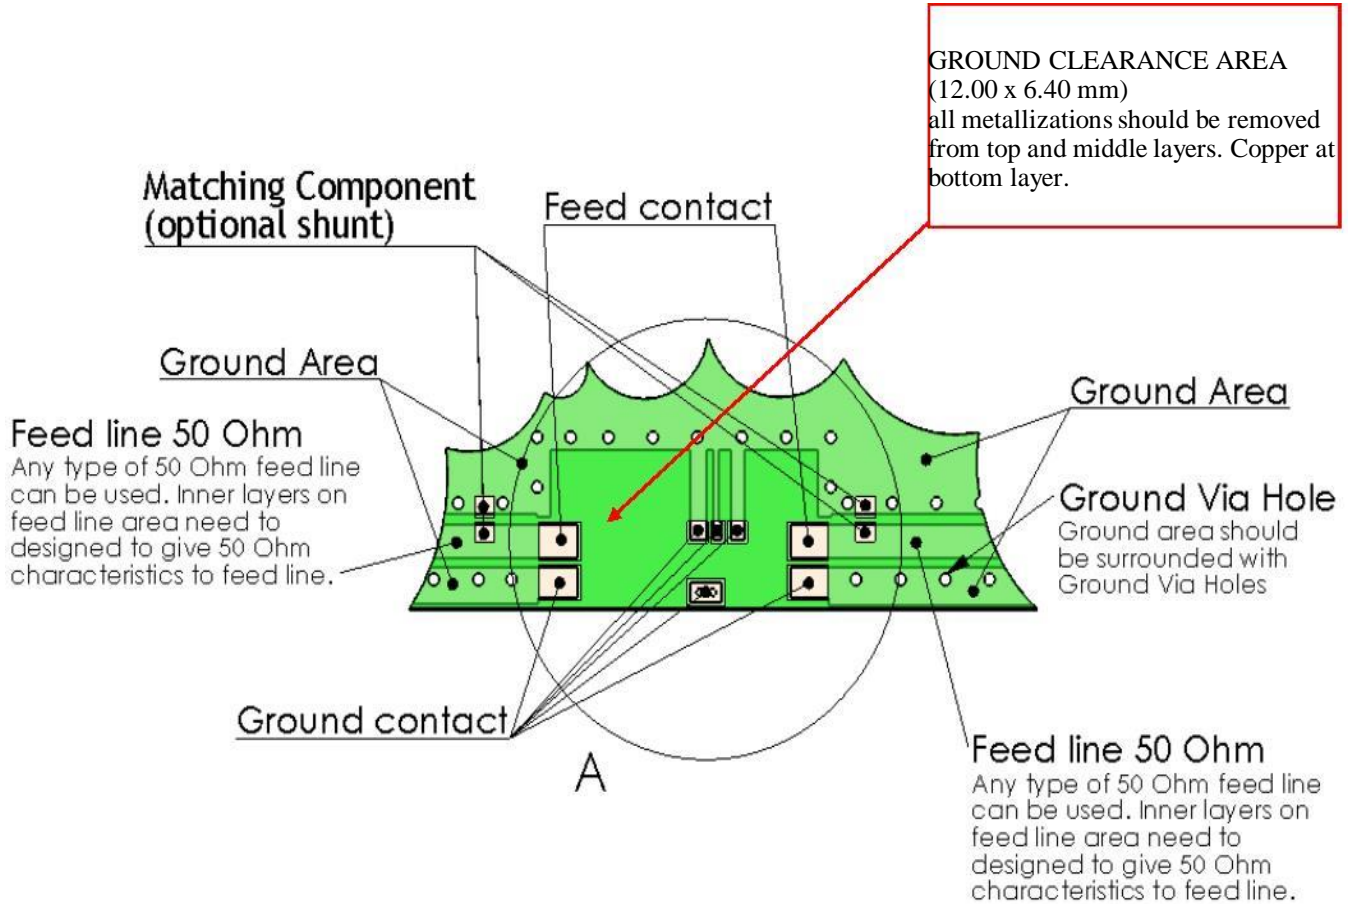 GROUND CLEARANCE AREA
(12.00 x 6.40 mm)
all metallizations should be removed
from top and middle layers. Copper at
bottom layer.
Matching Component
(optional shunt)
Feed contact
Ground Area
Feed line 50 Ohm
Any type of 50 Ohm feed line
can be used. Inner layers on
feed line area need to
designed to give 50 Ohm
characteristics to feed line.
Ground Area
Ground Via Hole
Ground area should
be surrounded with
Ground Via Holes
Ground contact
A
Feed line 50 Ohm
Any type of 50 Ohm feed line
can be used. Inner layers on
feed line area need to
designed to give 50 Ohm
characteristics to feed line.